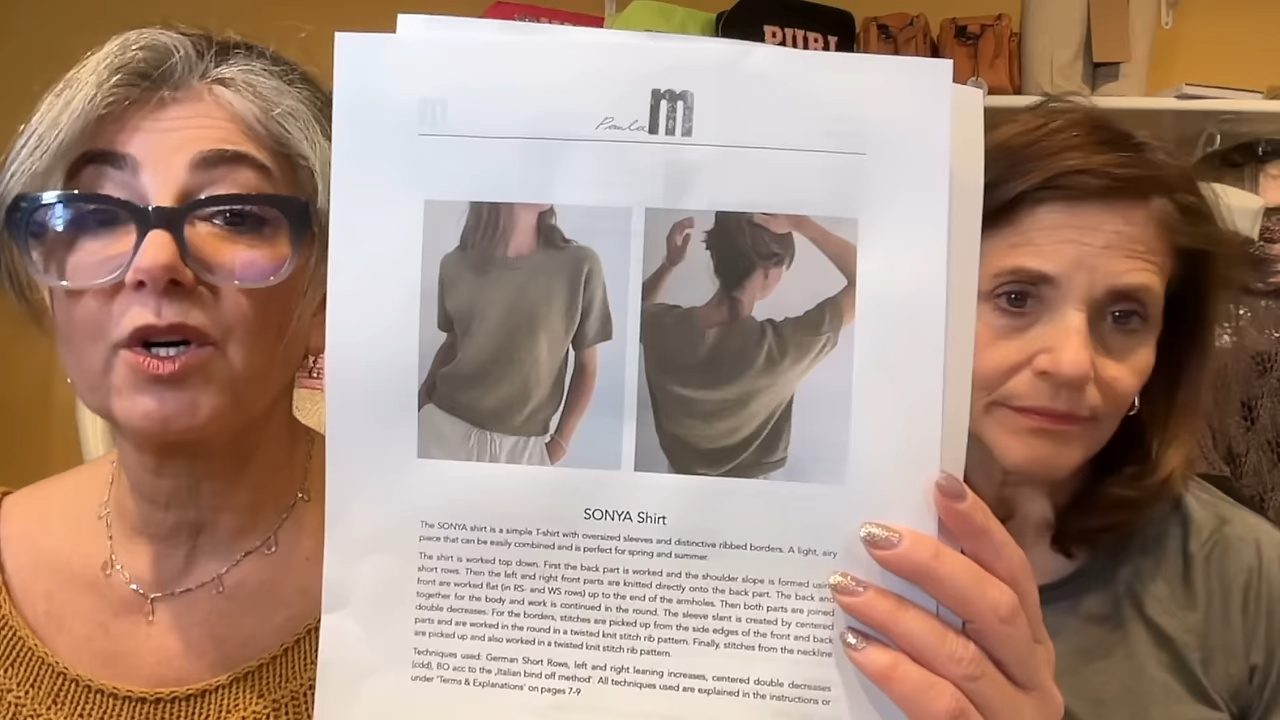 PURL
Paula m
SONYA Shirt
The SONYA shirt is a simple T-shirt with oversized sleeves and distinctive ribbed borders. A light, airy
piece that can be easily combined and is perfect for spring and summer.
The shirt is worked top down. First the back part is worked and the shoulder slope is formed using
short rows. Then the left and right front parts are knitted directly onto the back part. The back and
front are worked flat (in RS- and WS rows) up to the end of the armholes. Then both parts are joined
together for the body and work is continued in the round. The sleeve slant is created by centered
double decreases. For the borders, stitches are picked up from the side edges of the front and back
parts and are worked in the round in a twisted knit stitch rib pattern. Finally, stitches from the neckline
are picked up and also worked in a twisted knit stitch rib pattern.
Techniques used: German Short Rows, left and right leaning increases, centered double decreases
(cdd), BO acc to the „Italian bind off method'. All techniques used are explained in the instructions or
under 'Terms & Explanations' on pages 7-9